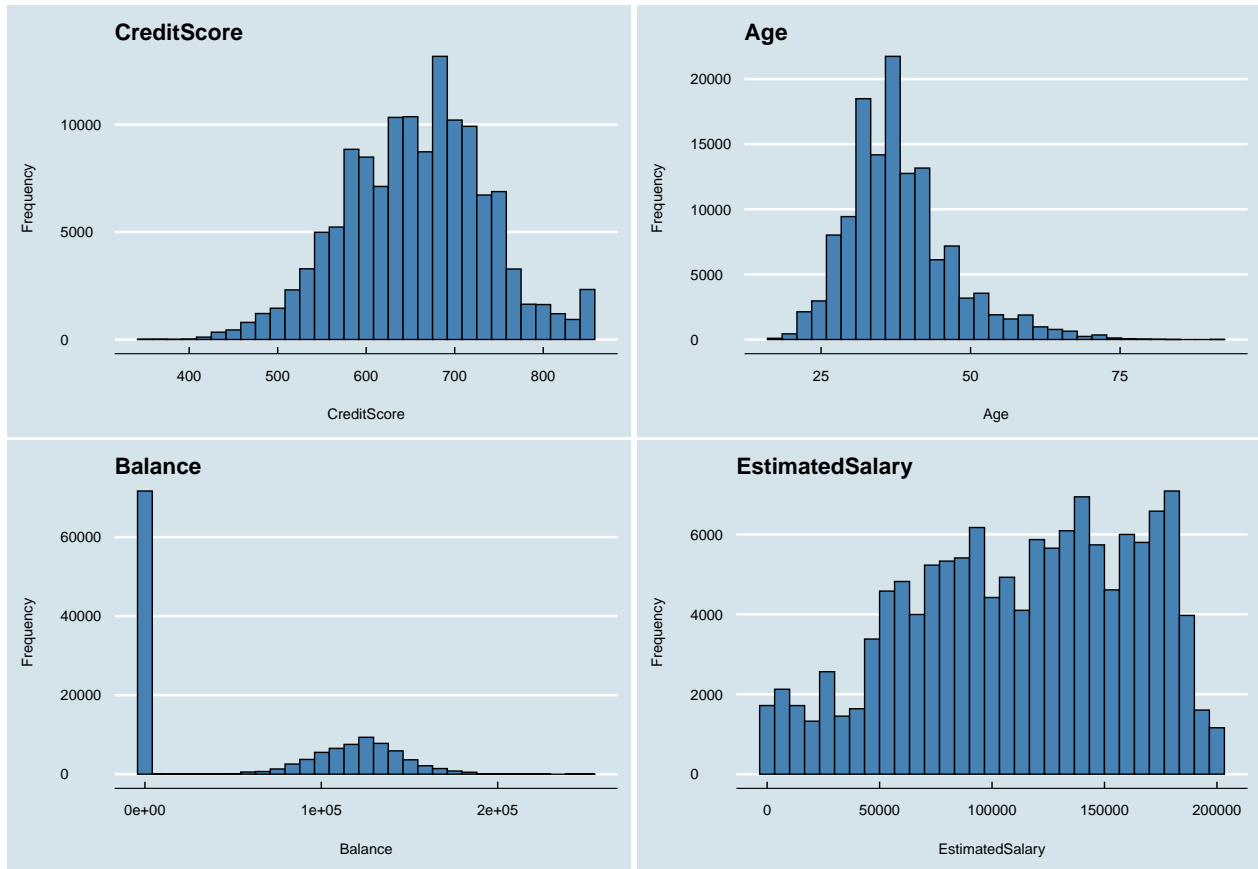 CreditScore
Frequency
10000
5000
0
400 500 600 700 800
CreditScore
Age
Frequency
20000
15000
10000
5000
0
25 50 75
Age
Balance
Frequency
60000
40000
20000
0
0e+00 1e+05 2e+05
Balance
EstimatedSalary
Frequency
6000
4000
2000
0
0 50000 100000 150000 200000
EstimatedSalary